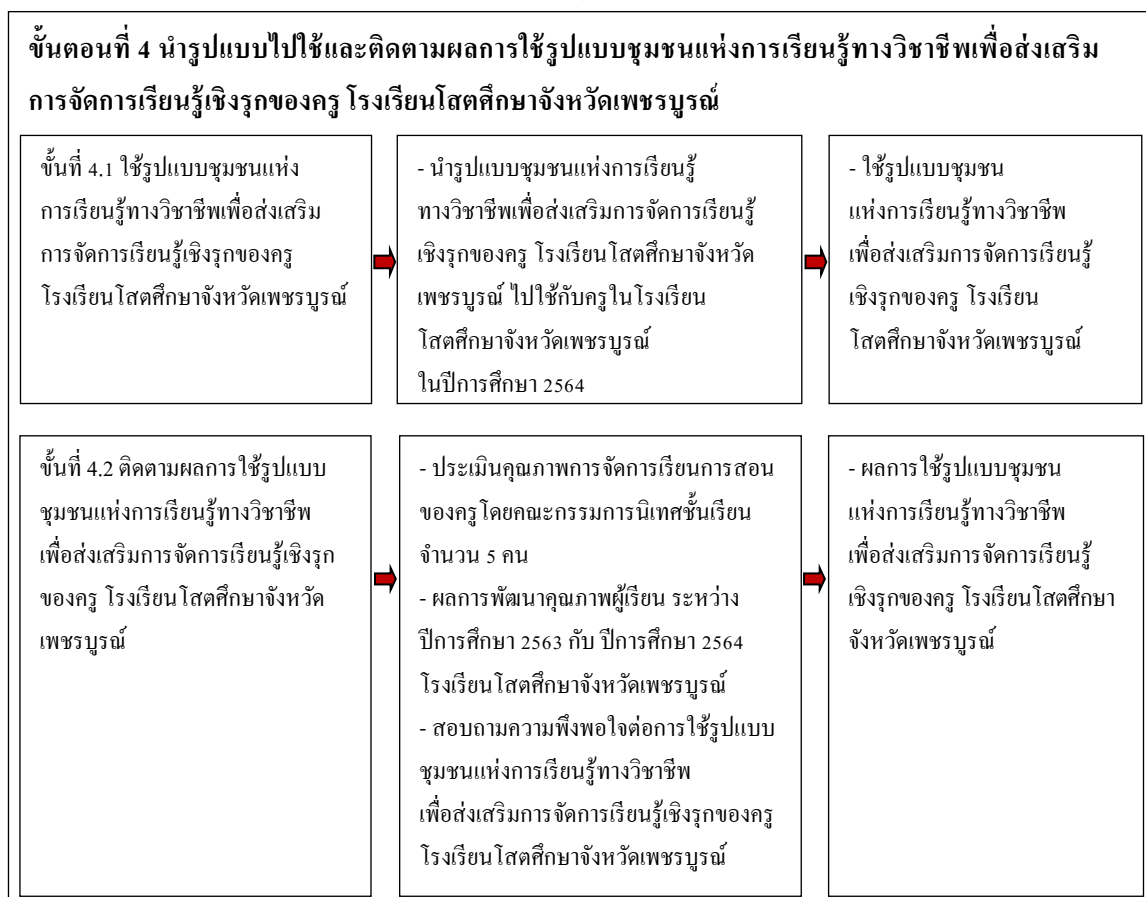 ขั้นตอนที่ 4 นำรูปแบบไปใช้และติดตามผลการใช้รูปแบบชุมชนแห่งการเรียนรู้ทางวิชาชีพเพื่อส่งเสริม
การจัดการเรียนรู้เชิงรุกของครู โรงเรียนโสตศึกษาจังหวัดเพชรบูรณ์
ขั้นที่ 4.1 ใช้รูปแบบชุมชนแห่ง
การเรียนรู้ทางวิชาชีพเพื่อส่งเสริม
การจัดการเรียนรู้เชิงรุกของครู
โรงเรียนโสตศึกษาจังหวัดเพชรบูรณ์
- นำรูปแบบชุมชนแห่งการเรียนรู้
ทางวิชาชีพเพื่อส่งเสริมการจัดการเรียนรู้
เชิงรุกของครู โรงเรียนโสตศึกษาจังหวัด
เพชรบูรณ์ ไปใช้กับครูในโรงเรียน
โสตศึกษาจังหวัดเพชรบูรณ์
ในปีการศึกษา 2564
- ใช้รูปแบบชุมชน
แห่งการเรียนรู้ทางวิชาชีพ
เพื่อส่งเสริมการจัดการเรียนรู้
เชิงรุกของครู โรงเรียน
โสตศึกษาจังหวัดเพชรบูรณ์
ขั้นที่ 4.2 ติดตามผลการใช้รูปแบบ
ชุมชนแห่งการเรียนรู้ทางวิชาชีพ
เพื่อส่งเสริมการจัดการเรียนรู้เชิงรุก
ของครู โรงเรียนโสตศึกษาจังหวัด
เพชรบูรณ์
- ประเมินคุณภาพการจัดการเรียนการสอน
ของครูโดยคณะกรรมการนิเทศชั้นเรียน
จำนวน 5 คน
- ผลการพัฒนาคุณภาพผู้เรียน ระหว่าง
ปีการศึกษา 2563 กับ ปีการศึกษา 2564
โรงเรียนโสตศึกษาจังหวัดเพชรบูรณ์
- สอบถามความพึงพอใจต่อการใช้รูปแบบ
ชุมชนแห่งการเรียนรู้ทางวิชาชีพ
เพื่อส่งเสริมการจัดการเรียนรู้เชิงรุกของครู
โรงเรียนโสตศึกษาจังหวัดเพชรบูรณ์
- ผลการใช้รูปแบบชุมชน
แห่งการเรียนรู้ทางวิชาชีพ
เพื่อส่งเสริมการจัดการเรียนรู้
เชิงรุกของครู โรงเรียนโสตศึกษา
จังหวัดเพชรบูรณ์